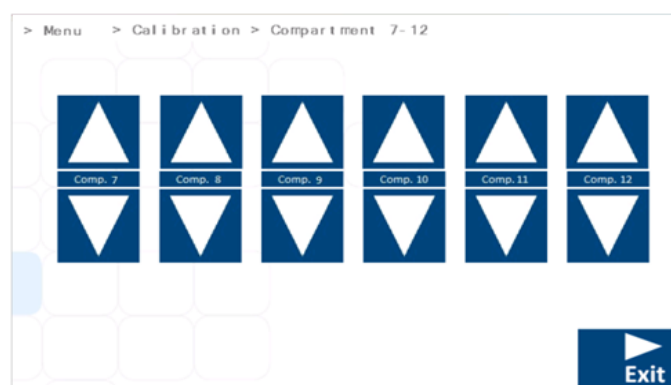 > Menu > Calibration > Compartment 7-12
Comp. 7 Comp. 8 Comp. 9 Comp. 10 Comp. 11 Comp. 12
Exit